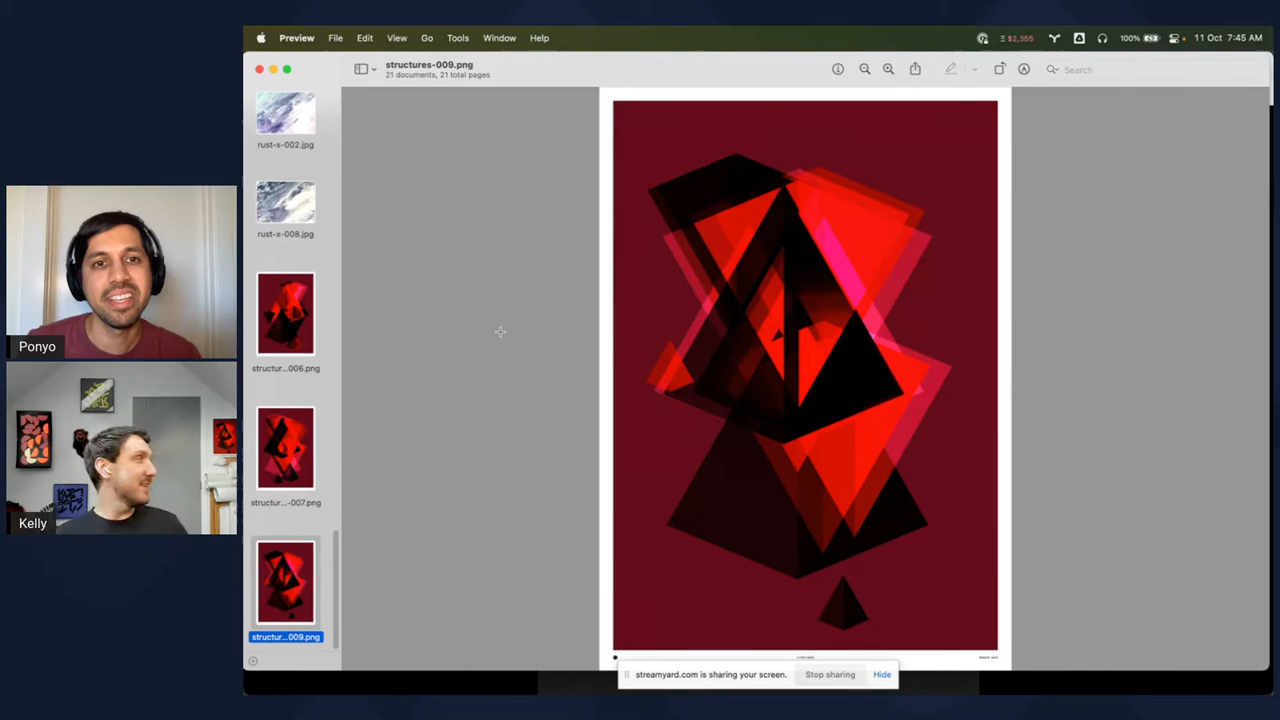 Preview File Edit View Go Tools Window Help
$2,355 100% 11 Oct 7:45 AM
structures-009.png
21 documents, 21 total pages
Search
rust-x-002.jpg
rust-x-008.jpg
structur...006.png
structur...-007.png
structur...009.png
Ponyo
Kelly
streamyard.com is sharing your screen. Stop sharing Hide